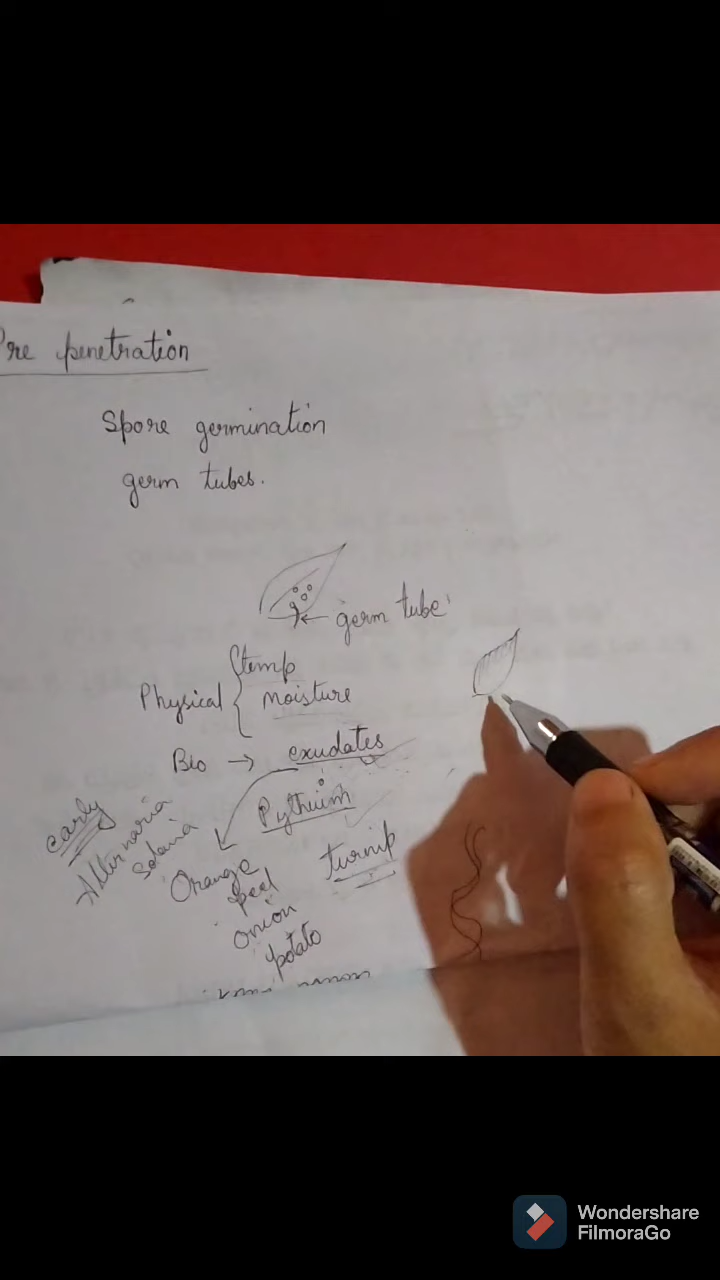 Pre penetration
Spore germination
germ tubes.
germ tube
temp
Physical
moisture
Bio → exudates
Pythium
early
Alternaria
Solania
Orange
peel
onion
potato
turnip
Wondershare
FilmoraGo